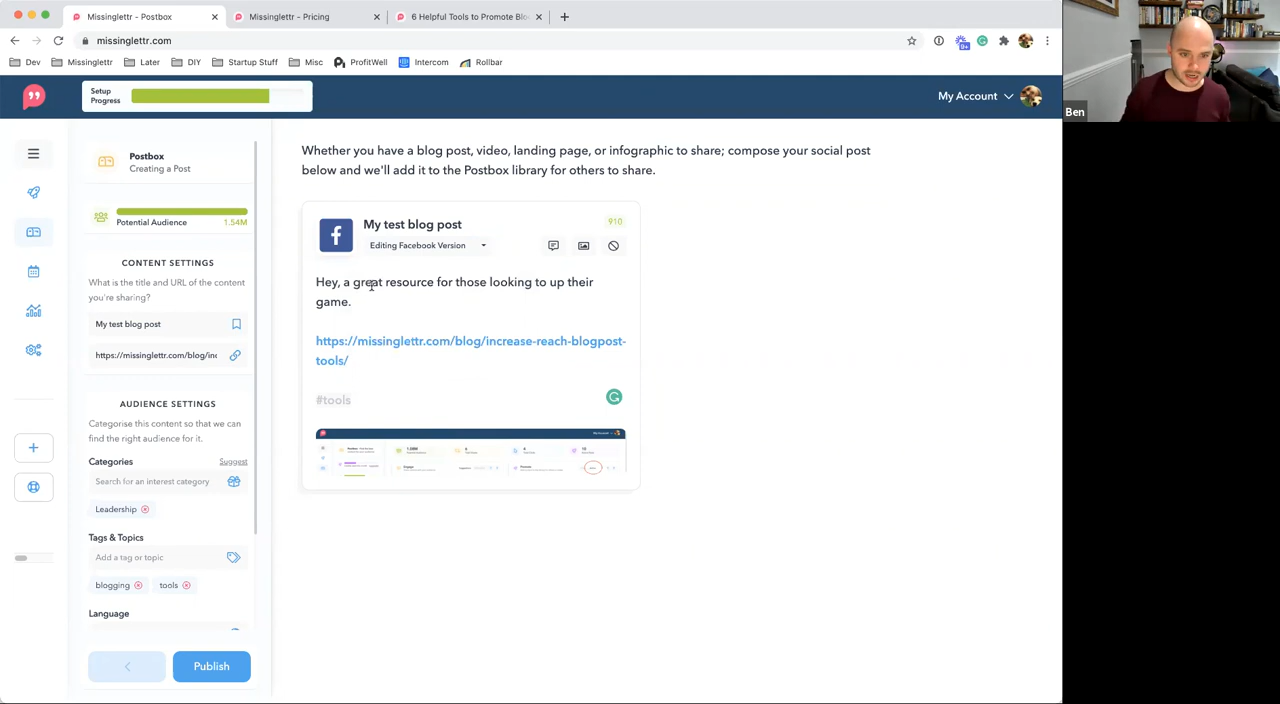 Missinglettr - Postbox
Missinglettr - Pricing
6 Helpful Tools to Promote Blo
missinglettr.com
9+
Dev
Missinglettr
Later
DIY
Startup Stuff
Misc
ProfitWell
Intercom
Rollbar
Setup
Progress
My Account
Ben
Postbox
Creating a Post
Potential Audience
1.54M
CONTENT SETTINGS
What is the title and URL of the content
you're sharing?
My test blog post
https://missinglettr.com/blog/inc
AUDIENCE SETTINGS
Categorise this content so that we can
find the right audience for it.
Categories
Suggest
Search for an interest category
Leadership
Tags & Topics
Add a tag or topic
blogging
tools
Language
Publish
Whether you have a blog post, video, landing page, or infographic to share; compose your social post
below and we'll add it to the Postbox library for others to share.
My test blog post
910
Editing Facebook Version
Hey, a great resource for those looking to up their
game.
https://missinglettr.com/blog/increase-reach-blogpost-
tools/
#tools